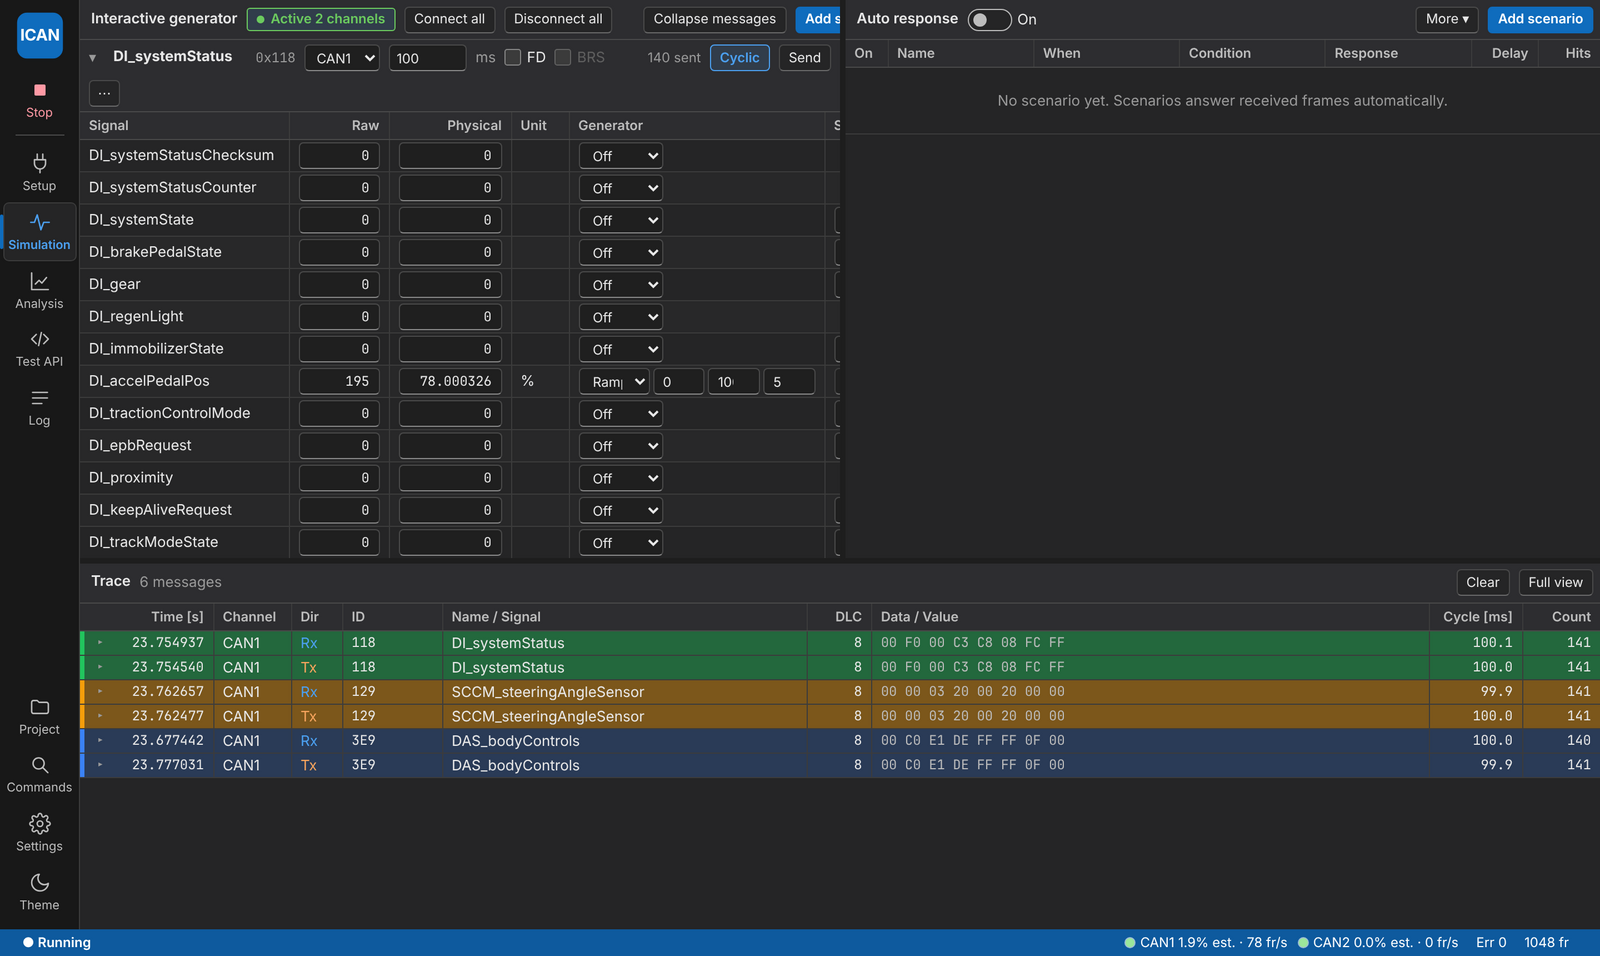 ICAN
Stop
Setup
Simulation
Analysis
Test API
Log
Project
Commands
Settings
Theme
Interactive generator Active 2 channels Connect all Disconnect all Collapse messages Add s
DI_systemStatus 0x118 CAN1 100 ms FD BRS 140 sent Cyclic Send
...
Signal Raw Physical Unit Generator
DI_systemStatusChecksum 0 0 Off
DI_systemStatusCounter 0 0 Off
DI_systemState 0 0 Off
DI_brakePedalState 0 0 Off
DI_gear 0 0 Off
DI_regenLight 0 0 Off
DI_immobilizerState 0 0 Off
DI_accelPedalPos 195 78.000326 % Ramp 0 10 5
DI_tractionControlMode 0 0 Off
DI_epbRequest 0 0 Off
DI_proximity 0 0 Off
DI_keepAliveRequest 0 0 Off
DI_trackModeState 0 0 Off
Auto response On More ▾ Add scenario
On Name When Condition Response Delay Hits
No scenario yet. Scenarios answer received frames automatically.
Trace 6 messages Clear Full view
Time [s] Channel Dir ID Name / Signal DLC Data / Value Cycle [ms] Count
23.754937 CAN1 Rx 118 DI_systemStatus 8 00 F0 00 C3 C8 08 FC FF 100.1 141
23.754540 CAN1 Tx 118 DI_systemStatus 8 00 F0 00 C3 C8 08 FC FF 100.0 141
23.762657 CAN1 Rx 129 SCCM_steeringAngleSensor 8 00 00 03 20 00 20 00 00 99.9 141
23.762477 CAN1 Tx 129 SCCM_steeringAngleSensor 8 00 00 03 20 00 20 00 00 100.0 141
23.677442 CAN1 Rx 3E9 DAS_bodyControls 8 00 C0 E1 DE FF FF 0F 00 100.0 140
23.777031 CAN1 Tx 3E9 DAS_bodyControls 8 00 C0 E1 DE FF FF 0F 00 99.9 141
Running CAN1 1.9% est. · 78 fr/s CAN2 0.0% est. · 0 fr/s Err 0 1048 fr